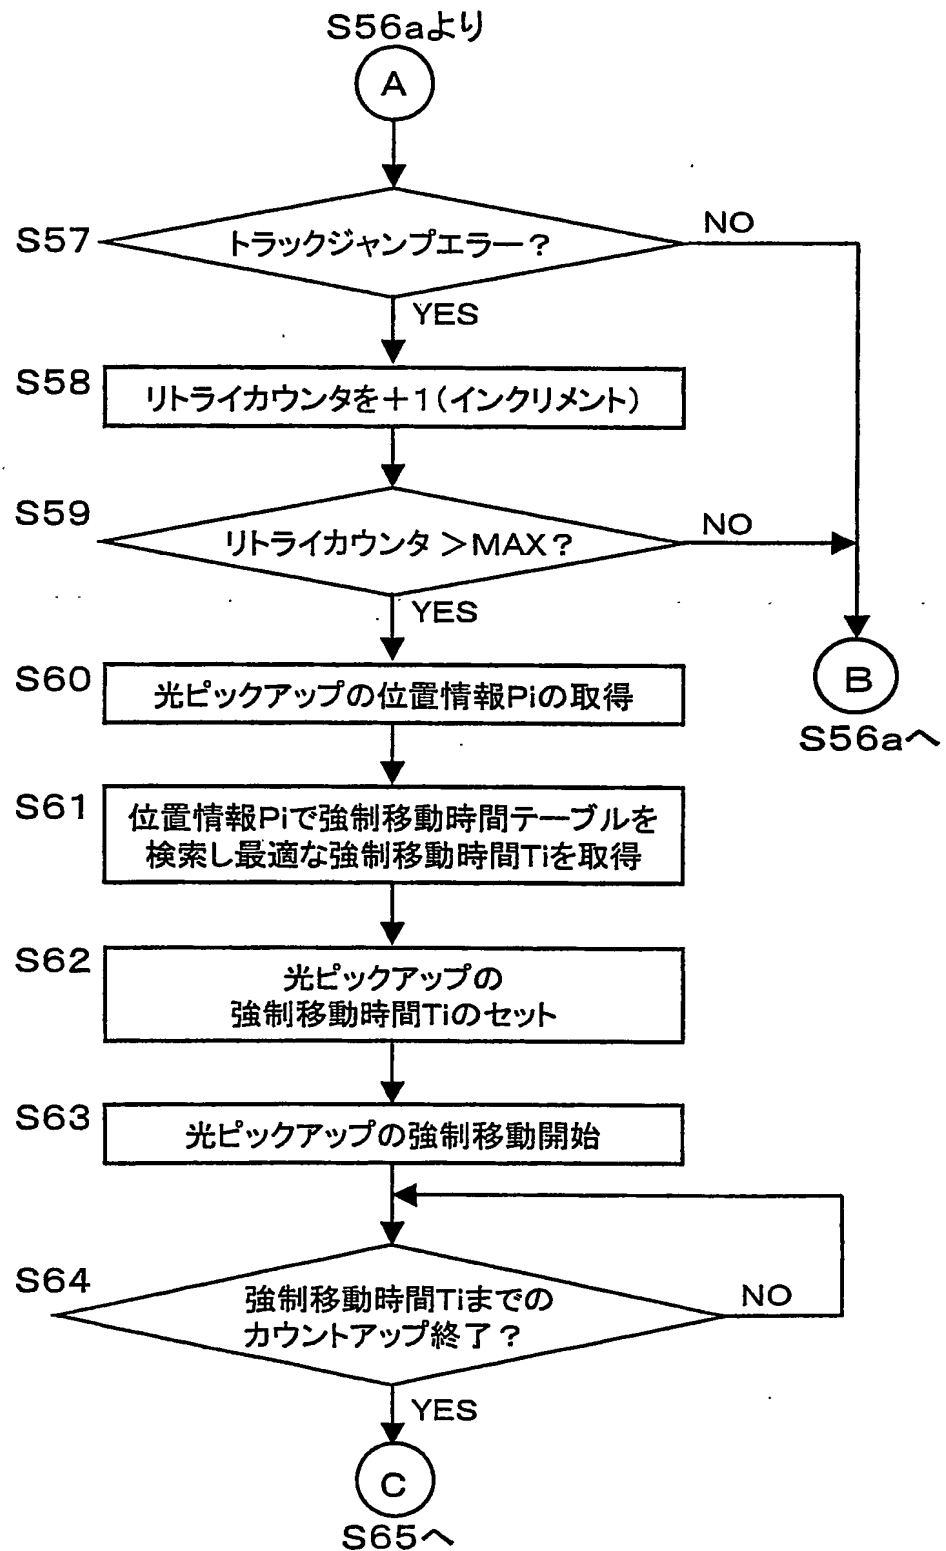 S56aより
A
S57
トラックジャンプエラー？
NO
YES
S58
リトライカウンタを＋1（インクリメント）
S59
リトライカウンタ＞MAX？
NO
YES
S60
光ピックアップの位置情報Piの取得
B
S56aへ
S61
位置情報Piで強制移動時間テーブルを
検索し最適な強制移動時間Tiを取得
S62
光ピックアップの
強制移動時間Tiのセット
S63
光ピックアップの強制移動開始
S64
強制移動時間Tiまでの
カウントアップ終了？
NO
YES
C
S65へ